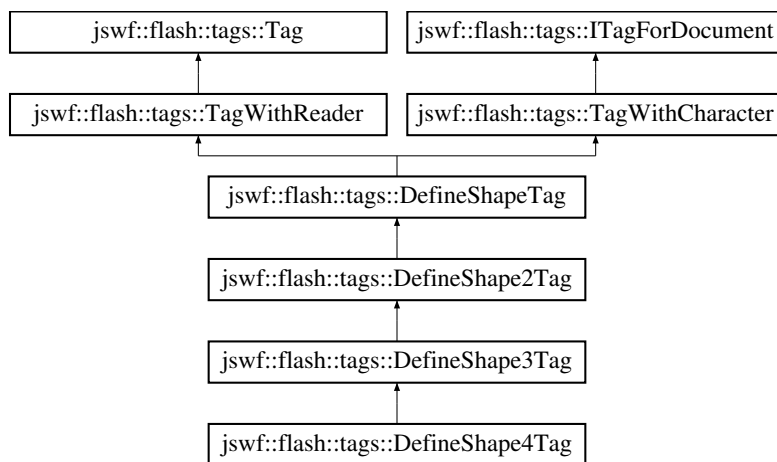 jswf::flash::tags::Tag
jswf::flash::tags::ITagForDocument
jswf::flash::tags::TagWithReader
jswf::flash::tags::TagWithCharacter
jswf::flash::tags::DefineShapeTag
jswf::flash::tags::DefineShape2Tag
jswf::flash::tags::DefineShape3Tag
jswf::flash::tags::DefineShape4Tag